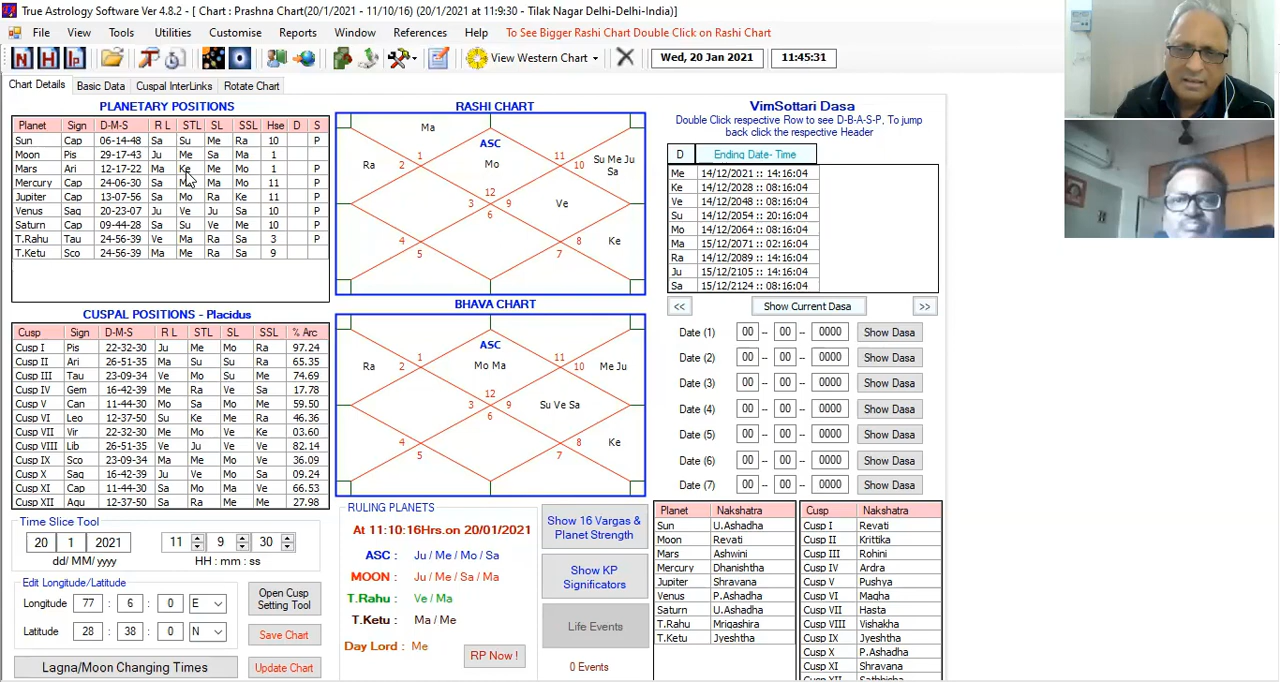 True Astrology Software Ver 4.8.2 - [ Chart : Prashna Chart(20/1/2021 - 11/10/16) (20/1/2021 at 11:9:30 - Tilak Nagar Delhi-Delhi-India)]
File View Tools Utilities Customise Reports Window References Help To See Bigger Rashi Chart Double Click on Rashi Chart
N H Ip View Western Chart Wed, 20 Jan 2021 11:45:31
Chart Details Basic Data Cuspal InterLinks Rotate Chart
PLANETARY POSITIONS
Planet Sign D-M-S R L STL SL SSL Hse D S
Sun Cap 06-14-48 Sa Su Me Ra 10 P
Moon Pis 29-17-43 Ju Me Sa Ma 1
Mars Ari 12-17-22 Ma Ke Me Mo 1 P
Mercury Cap 24-06-30 Sa Ma Mo 11 P
Jupiter Cap 13-07-56 Sa Mo Ra Ke 11 P
Venus Sag 20-23-07 Ju Ve Ju Sa 10 P
Saturn Cap 09-44-28 Sa Su Ve Me 10 P
T.Rahu Tau 24-56-39 Ve Ma Ra Sa 3 P
T.Ketu Sco 24-56-39 Ma Me Ra Sa 9
CUSPAL POSITIONS - Placidus
Cusp Sign D-M-S R L STL SL SSL % Arc
Cusp I Pis 22-32-30 Ju Me Mo Ra 97.24
Cusp II Ari 26-51-35 Ma Su Su Ra 65.35
Cusp III Tau 23-09-34 Ve Mo Su Me 74.69
Cusp IV Gem 16-42-39 Me Ra Ve Sa 17.78
Cusp V Can 11-44-30 Mo Sa Mo Me 59.50
Cusp VI Leo 12-37-50 Su Ke Me Ra 46.36
Cusp VII Vir 22-32-30 Me Mo Ve Ra 03.60
Cusp VIII Lib 26-51-35 Ve Ju Ve Ve 82.14
Cusp IX Sco 23-09-34 Ma Me Mo Ve 36.09
Cusp X Sag 16-42-39 Ju Ve Mo Sa 09.24
Cusp XI Cap 11-44-30 Sa Mo Ma Ve 66.53
Cusp XII Aqu 12-37-50 Sa Ra Me Me 27.98
Time Slice Tool
20 1 2021 11 9 30
dd/ MM/ yyyy HH : mm : ss
Edit Longitude/Latitude
Longitude 77 : 6 : 0 E
Latitude 28 : 38 : 0 N
Open Cusp
Setting Tool
Save Chart
Lagna/Moon Changing Times
Update Chart
RASHI CHART
Ma
ASC
Ra 2 1 Mo 11 10 Su Me Ju
Sa
12
3 9 Ve
6
4 8 Ke
5 7
BHAVA CHART
ASC
Ra 2 1 Mo Ma 11 10 Me Ju
12
3 9 Su Ve Sa
6
4 8 Ke
5 7
RULING PLANETS
At 11:10:16Hrs.on 20/01/2021
ASC : Ju / Me / Mo / Sa
MOON : Ju / Me / Sa / Ma
T.Rahu : Ve / Ma
T.Ketu : Ma / Me
Day Lord : Me
RP Now !
Show 16 Vargas &
Planet Strength
Show KP
Significators
Life Events
0 Events
VimSottari Dasa
Double Click respective Row to see D-B-A-S-P, To jump
back click the respective Header
D Ending Date- Time
Me 14/12/2021 :: 14:16:04
Ke 14/12/2028 :: 08:16:04
Ve 14/12/2048 :: 08:16:04
Su 14/12/2054 :: 20:16:04
Mo 14/12/2064 :: 08:16:04
Ma 15/12/2071 :: 02:16:04
Ra 14/12/2089 :: 14:16:04
Ju 15/12/2105 :: 14:16:04
Sa 15/12/2124 :: 08:16:04
<< Show Current Dasa >>
Date (1) 00 -- 00 -- 0000 Show Dasa
Date (2) 00 -- 00 -- 0000 Show Dasa
Date (3) 00 -- 00 -- 0000 Show Dasa
Date (4) 00 -- 00 -- 0000 Show Dasa
Date (5) 00 -- 00 -- 0000 Show Dasa
Date (6) 00 -- 00 -- 0000 Show Dasa
Date (7) 00 -- 00 -- 0000 Show Dasa
Planet Nakshatra
Sun U.Ashadha
Moon Revati
Mars Ashwini
Mercury Dhanishtha
Jupiter Shravana
Venus P.Ashadha
Saturn U.Ashadha
T.Rahu Mrigashira
T.Ketu Jyeshtha
Cusp Nakshatra
Cusp I Revati
Cusp II Krittika
Cusp III Rohini
Cusp IV Ardra
Cusp V Pushya
Cusp VI Magha
Cusp VII Hasta
Cusp VIII Vishakha
Cusp IX Jyeshtha
Cusp X P.Ashadha
Cusp XI Shravana
Cusp XII Sathbhisha